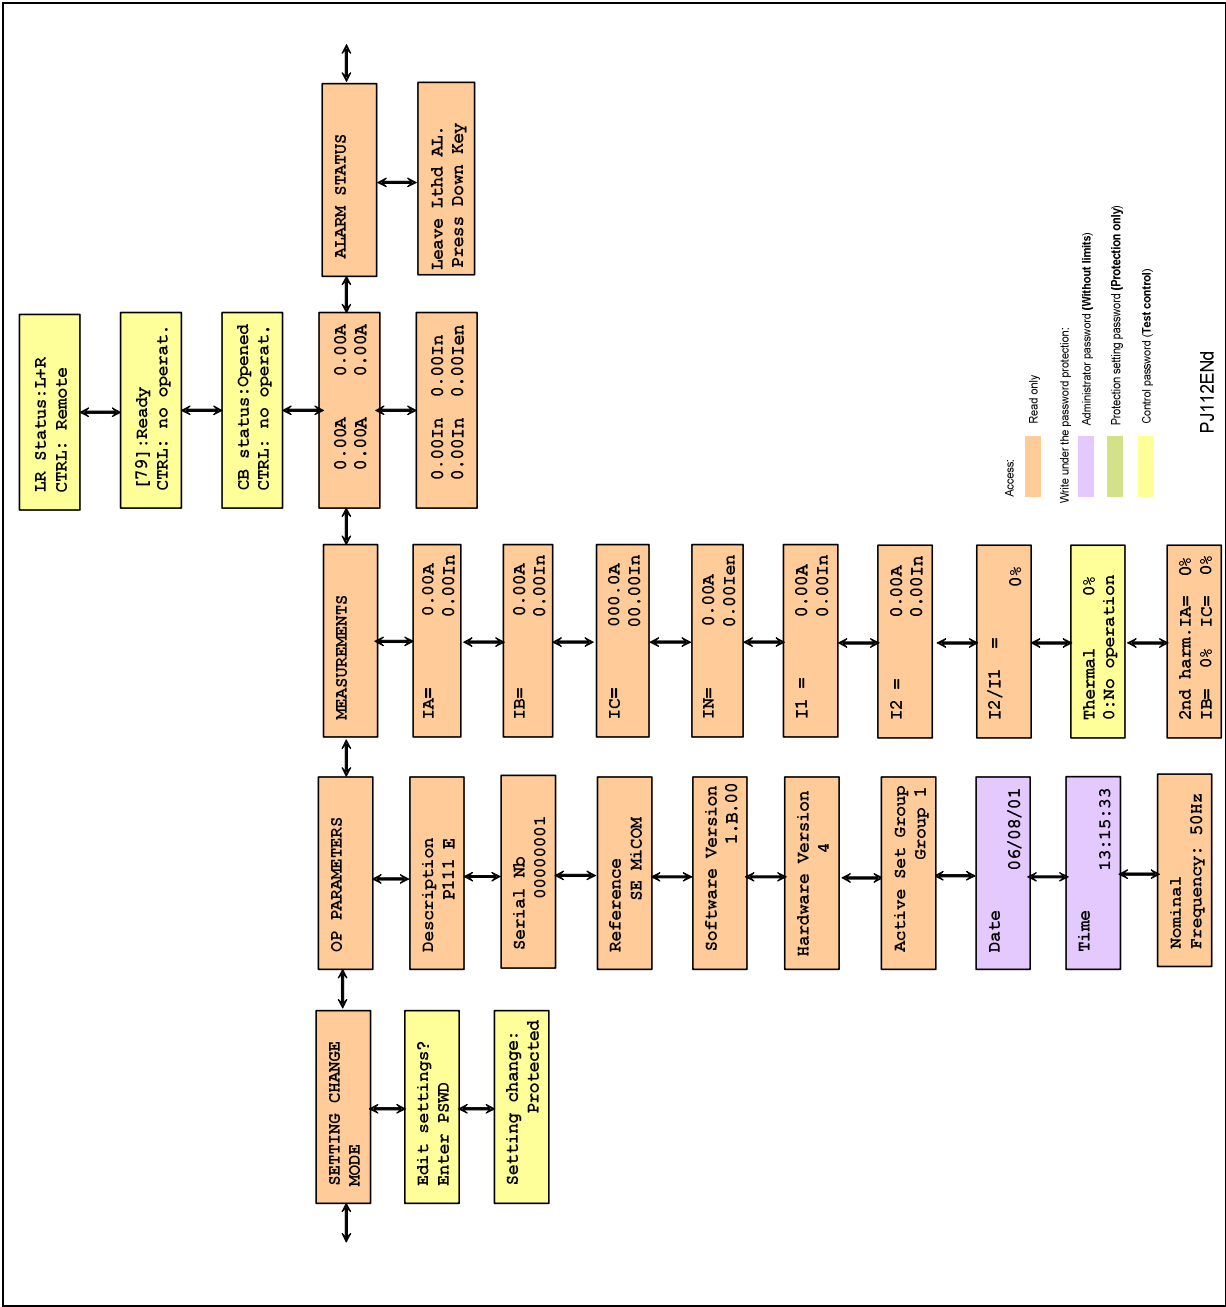 SETTING CHANGE
MODE
Edit settings?
Enter PSWD
Setting change:
Protected
OP PARAMETERS
Description
P111 E
Serial Nb
00000001
Reference
SE MiCOM
Software Version
1.B.00
Hardware Version
4
Active Set Group
Group 1
Date
06/08/01
Time
13:15:33
Nominal
Frequency: 50Hz
MEASUREMENTS
IA= 0.00A
0.00In
IB= 0.00A
0.00In
IC= 000.0A
00.00In
IN= 0.00A
0.00Ien
I1 = 0.00A
0.00In
I2 = 0.00A
0.00In
I2/I1 =
0%
Thermal 0%
0:No operation
2nd harm.IA= 0%
IB= 0% IC= 0%
LR Status:L+R
CTRL: Remote
[79]:Ready
CTRL: no operat.
CB status:Opened
CTRL: no operat.
0.00A 0.00A
0.00A 0.00A
0.00In 0.00In
0.00In 0.00Ien
ALARM STATUS
Leave Lthd AL.
Press Down Key
Access:
Read only
Write under the password protection:
Administrator password (Without limits)
Protection setting password (Protection only)
Control password (Test control)
PJ112ENd